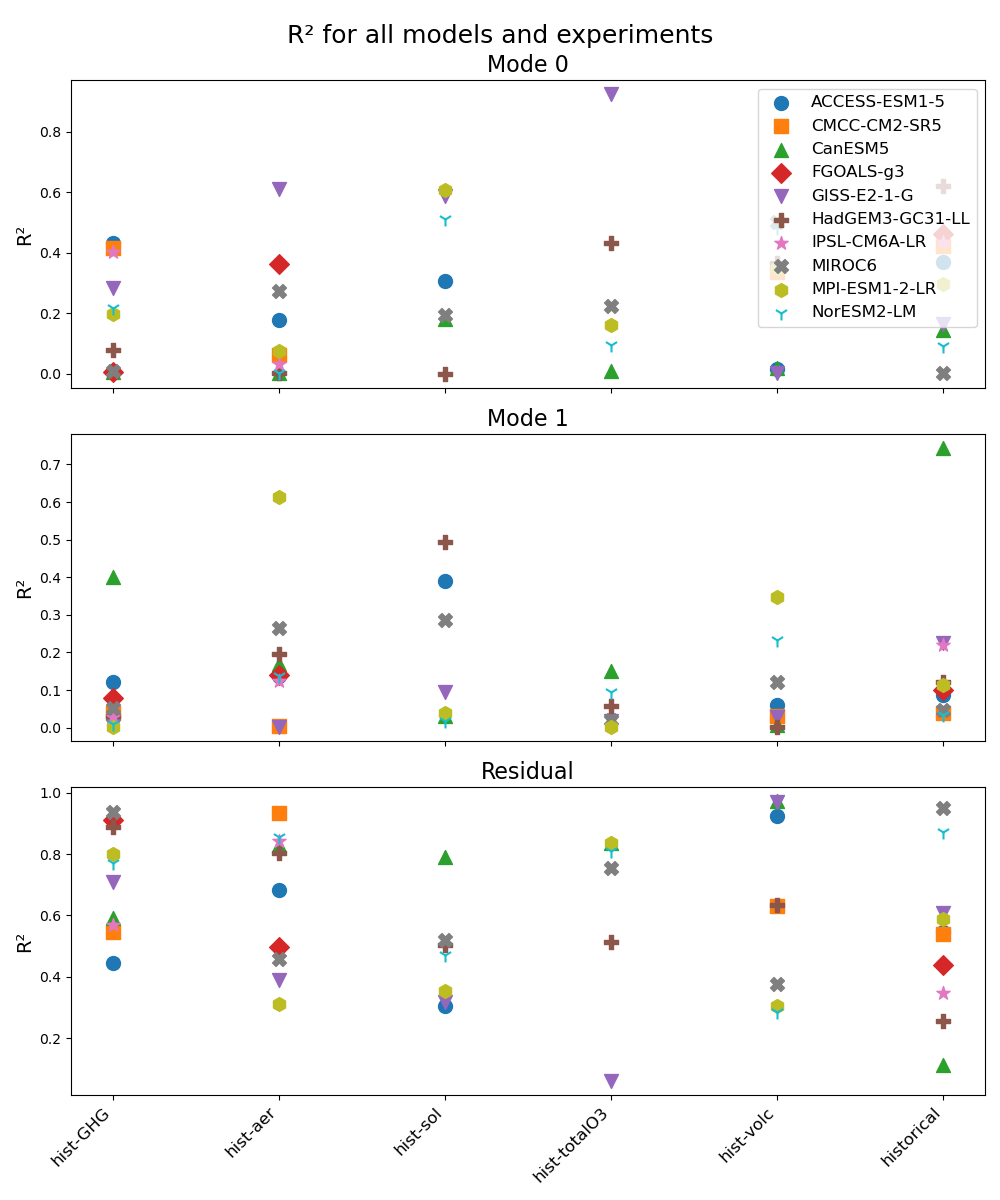 R² for all models and experiments
Mode 0
R²
0.8
0.6
0.4
0.2
0.0
ACCESS-ESM1-5
CMCC-CM2-SR5
CanESM5
FGOALS-g3
GISS-E2-1-G
HadGEM3-GC31-LL
IPSL-CM6A-LR
MIROC6
MPI-ESM1-2-LR
NorESM2-LM
Mode 1
R²
0.7
0.6
0.5
0.4
0.3
0.2
0.1
0.0
Residual
R²
1.0
0.8
0.6
0.4
0.2
hist-GHG
hist-aer
hist-sol
hist-totalO3
hist-volc
historical